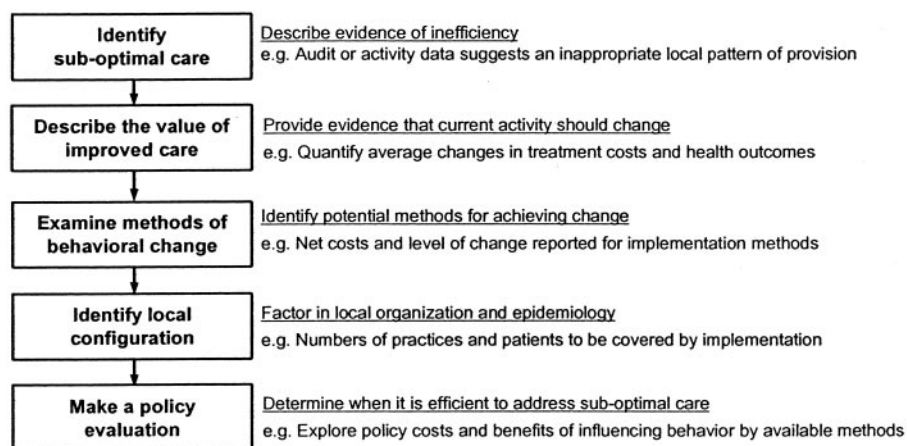 Identify
sub-optimal care
Describe evidence of inefficiency
e.g. Audit or activity data suggests an inappropriate local pattern of provision
Describe the value of
improved care
Provide evidence that current activity should change
e.g. Quantify average changes in treatment costs and health outcomes
Examine methods of
behavioral change
Identify potential methods for achieving change
e.g. Net costs and level of change reported for implementation methods
Identify local
configuration
Factor in local organization and epidemiology
e.g. Numbers of practices and patients to be covered by implementation
Make a policy
evaluation
Determine when it is efficient to address sub-optimal care
e.g. Explore policy costs and benefits of influencing behavior by available methods